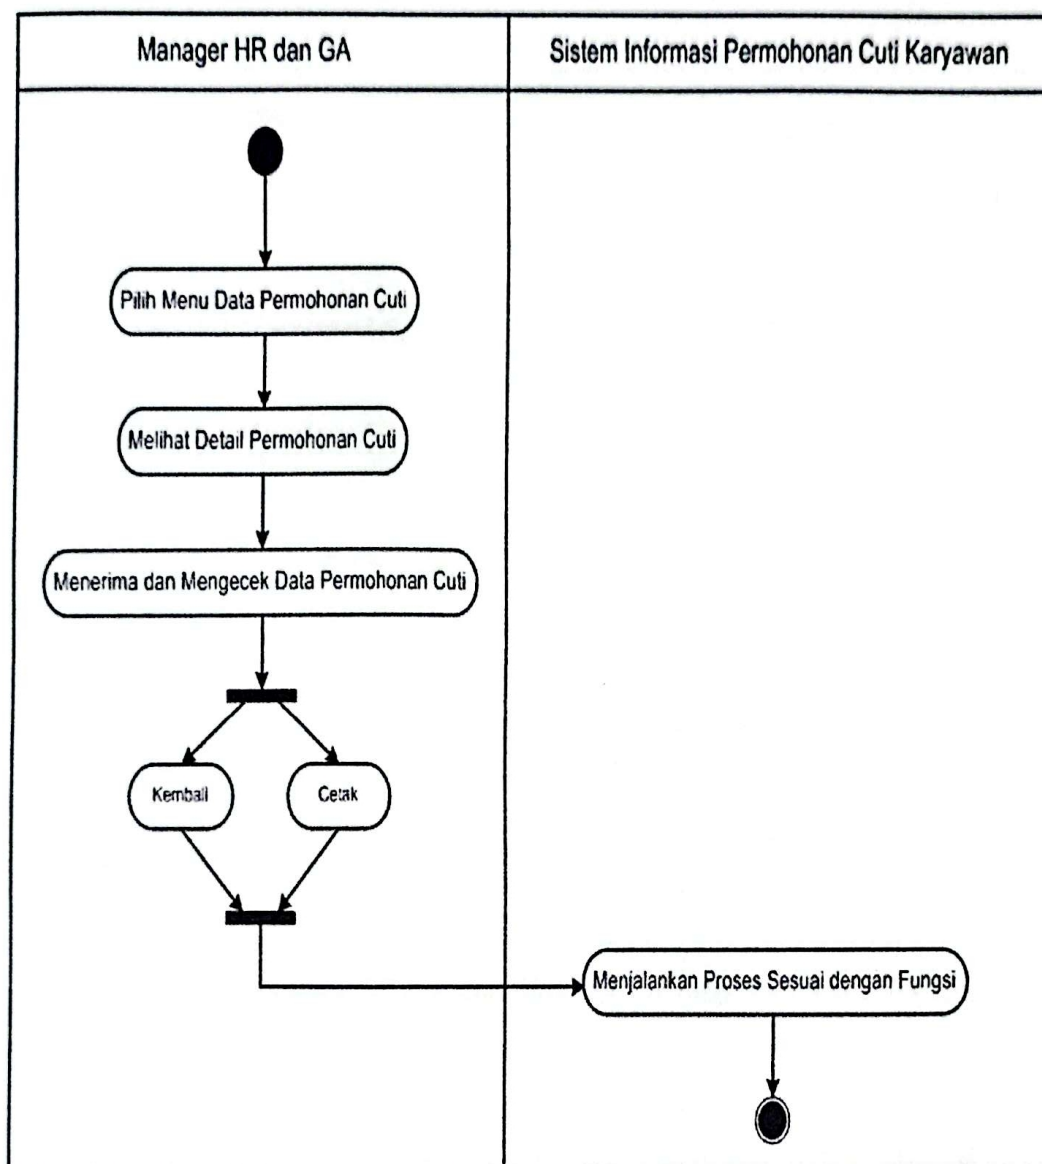 Manager HR dan GA
Sistem Informasi Permohonan Cuti Karyawan
Pilih Menu Data Permohonan Cuti
Melihat Detail Permohonan Cuti
Menerima dan Mengecek Data Permohonan Cuti
Kembali
Cetak
Menjalankan Proses Sesuai dengan Fungsi